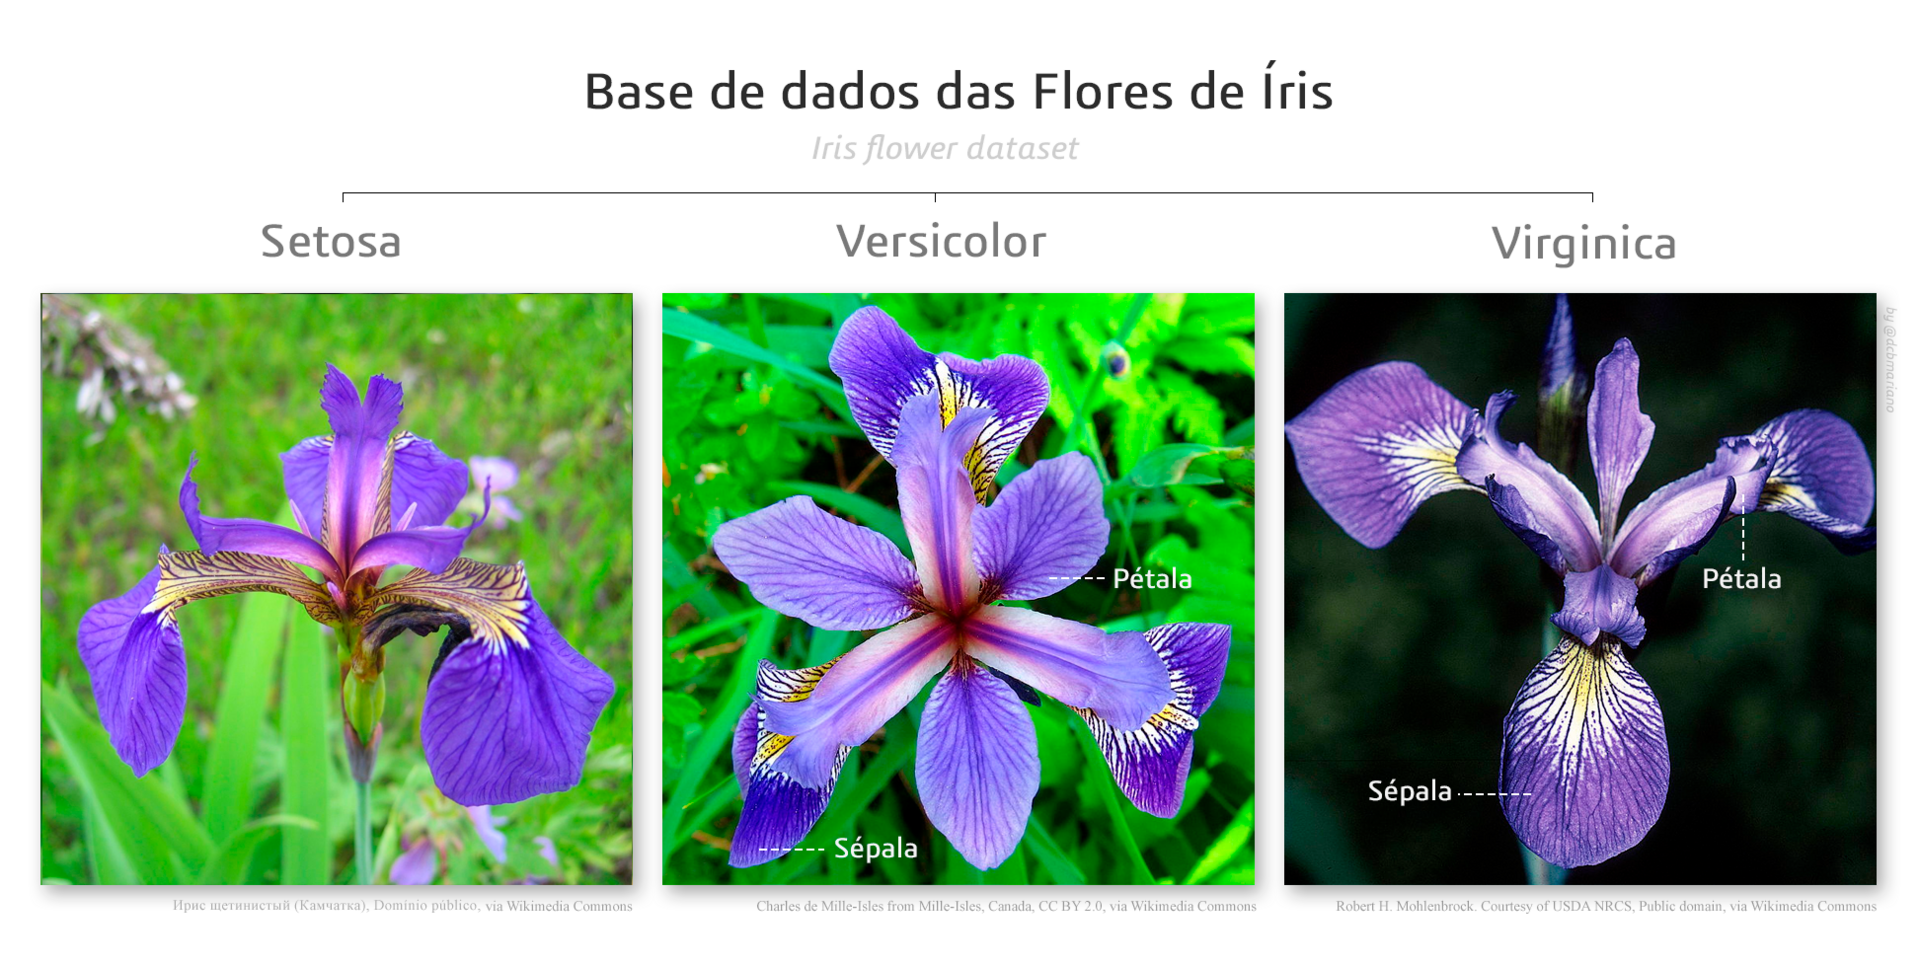 Base de dados das Flores de Íris
Iris flower dataset
Setosa
Versicolor
Virginica
Pétala
Sépala
Pétala
Sépala
by @dcbmariano
Ирис щетинистый (Камчатка), Domínio público, via Wikimedia Commons
Charles de Mille-Isles from Mille-Isles, Canada, CC BY 2.0, via Wikimedia Commons
Robert H. Mohlenbrock. Courtesy of USDA NRCS, Public domain, via Wikimedia Commons